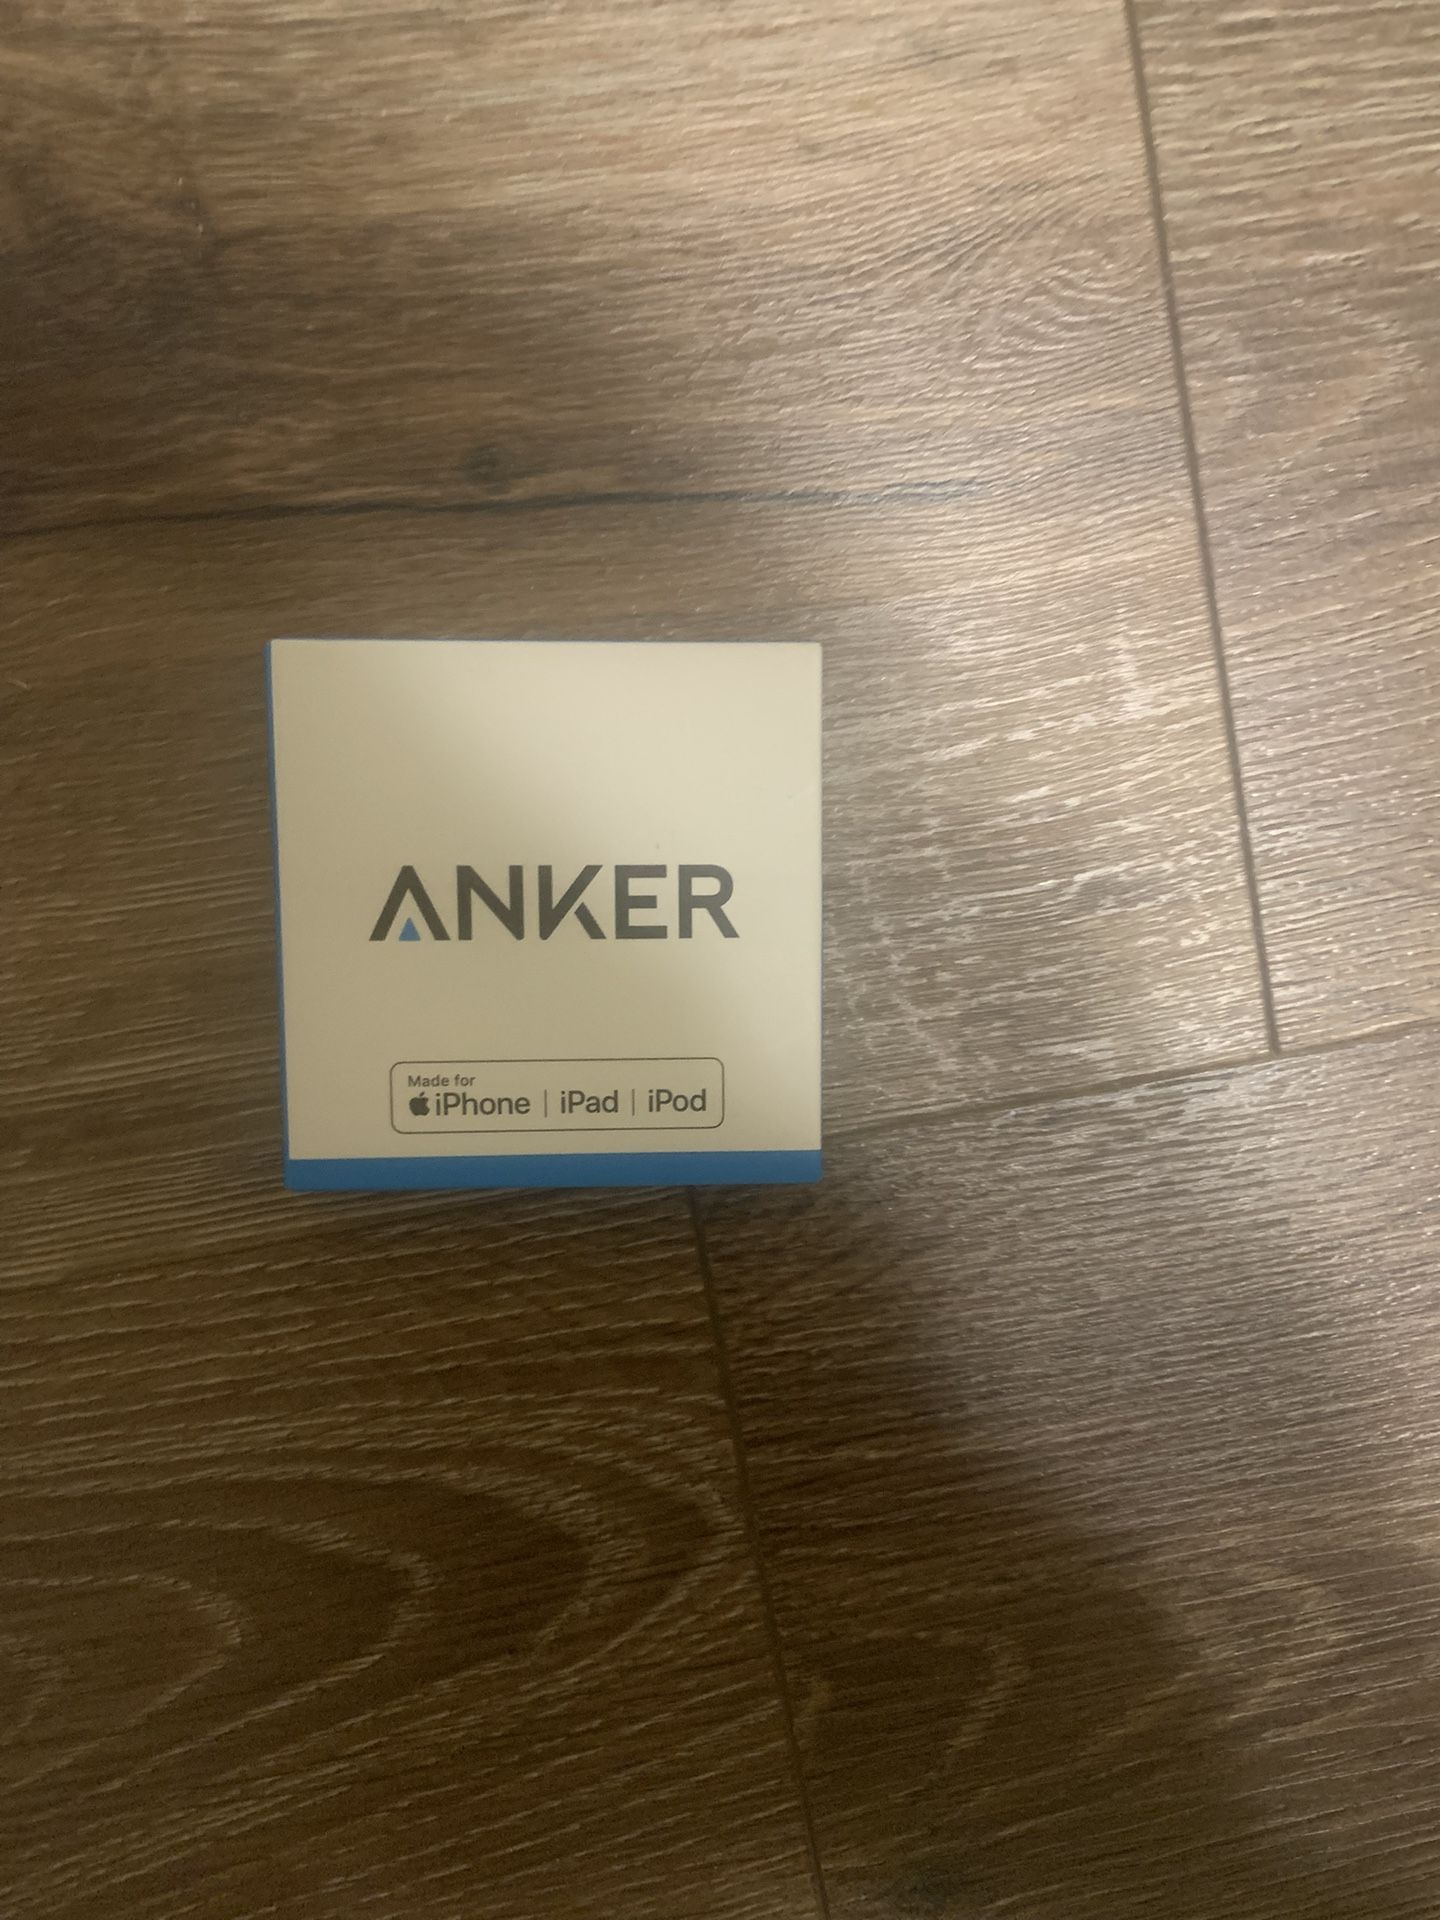 ANKER
Made for
iPhone | iPad | iPod